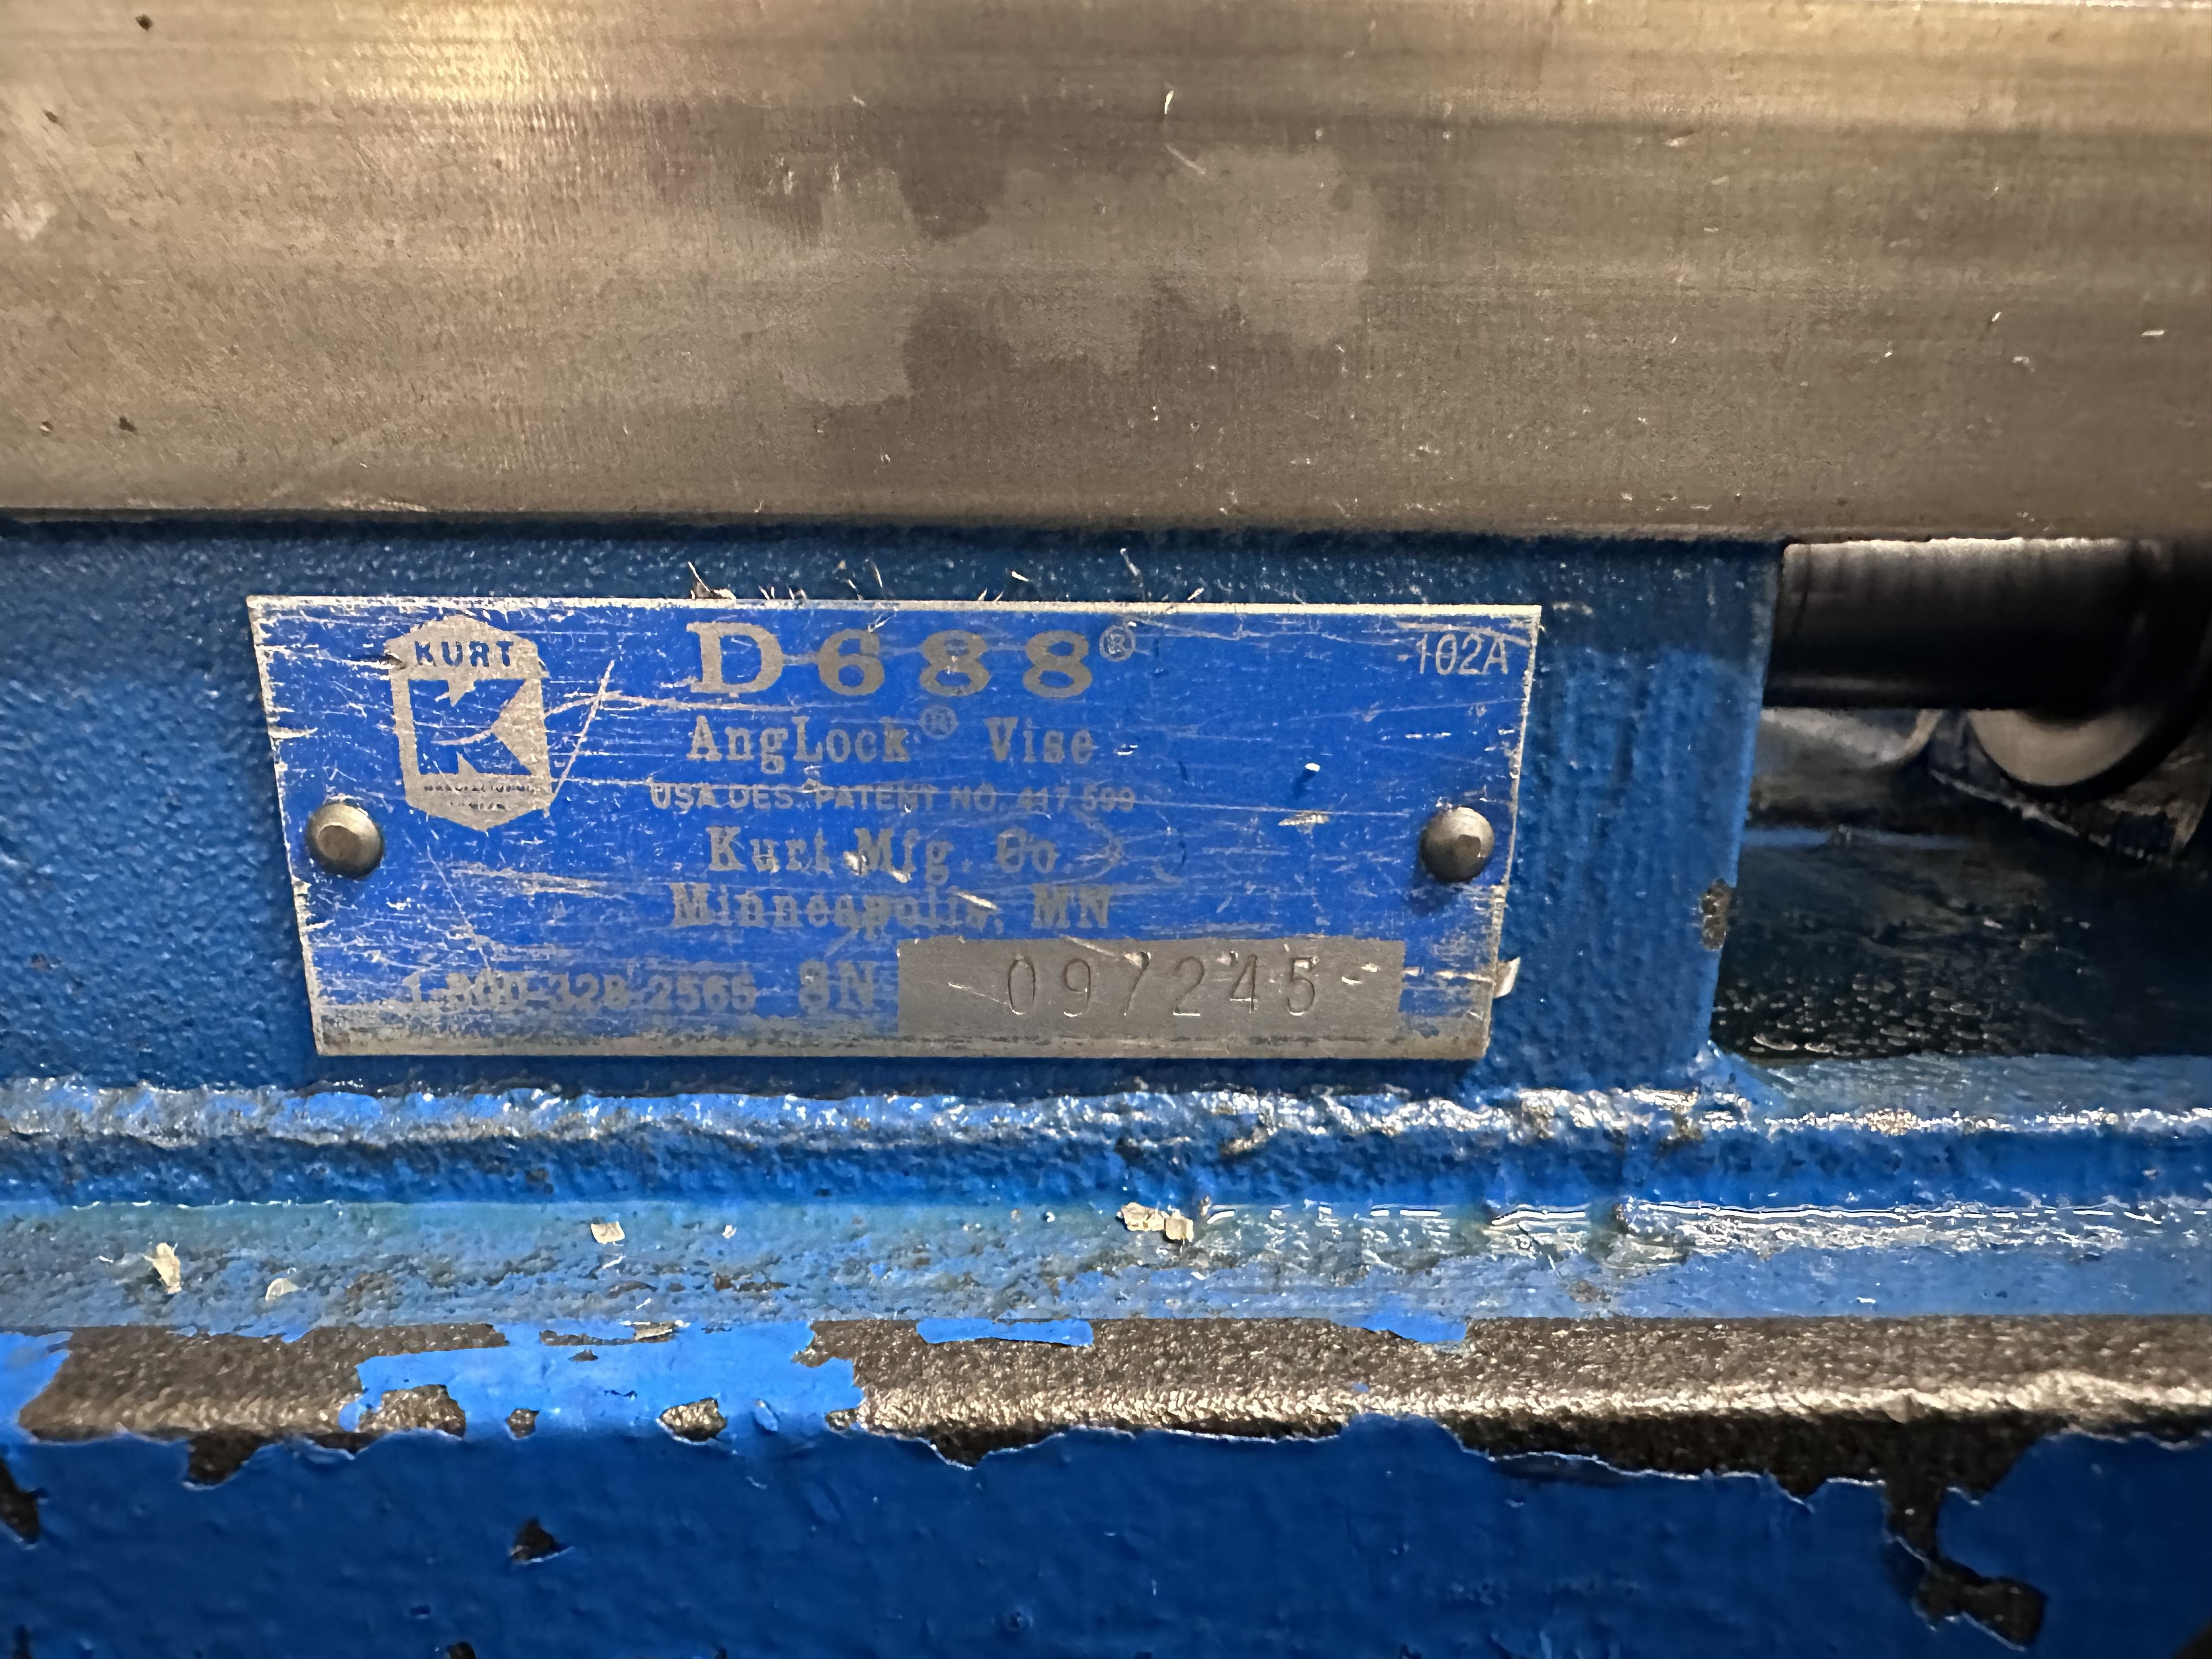 KURT
K
D688®
102A
AngLock® Vise
USA DES. PATENT NO. 417 599
Kurt Mfg. Co.
Minneapolis, MN
1-800-328-2565 SN 097245